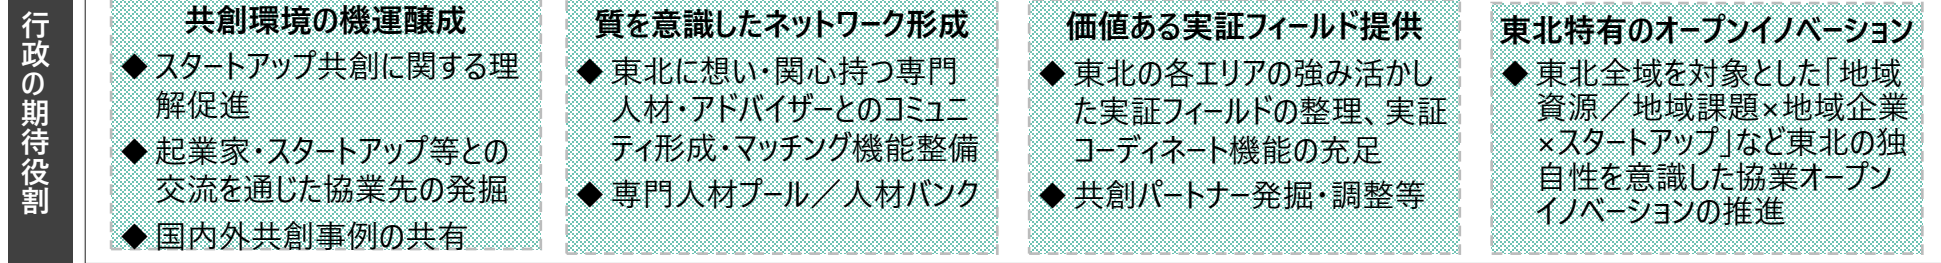 行政の期待役割
共創環境の機運醸成
◆ スタートアップ共創に関する理
解促進
◆ 起業家・スタートアップ等との
交流を通じた協業先の発掘
◆ 国内外共創事例の共有
質を意識したネットワーク形成
◆ 東北に想い・関心持つ専門
人材・アドバイザーとのコミュニ
ティ形成・マッチング機能整備
◆ 専門人材プール／人材バンク
価値ある実証フィールド提供
◆ 東北の各エリアの強み活かし
た実証フィールドの整理、実証
コーディネート機能の充足
◆ 共創パートナー発掘・調整等
東北特有のオープンイノベーション
◆ 東北全域を対象とした「地域
資源／地域課題×地域企業
×スタートアップ」など東北の独
自性を意識した協業オープン
イノベーションの推進